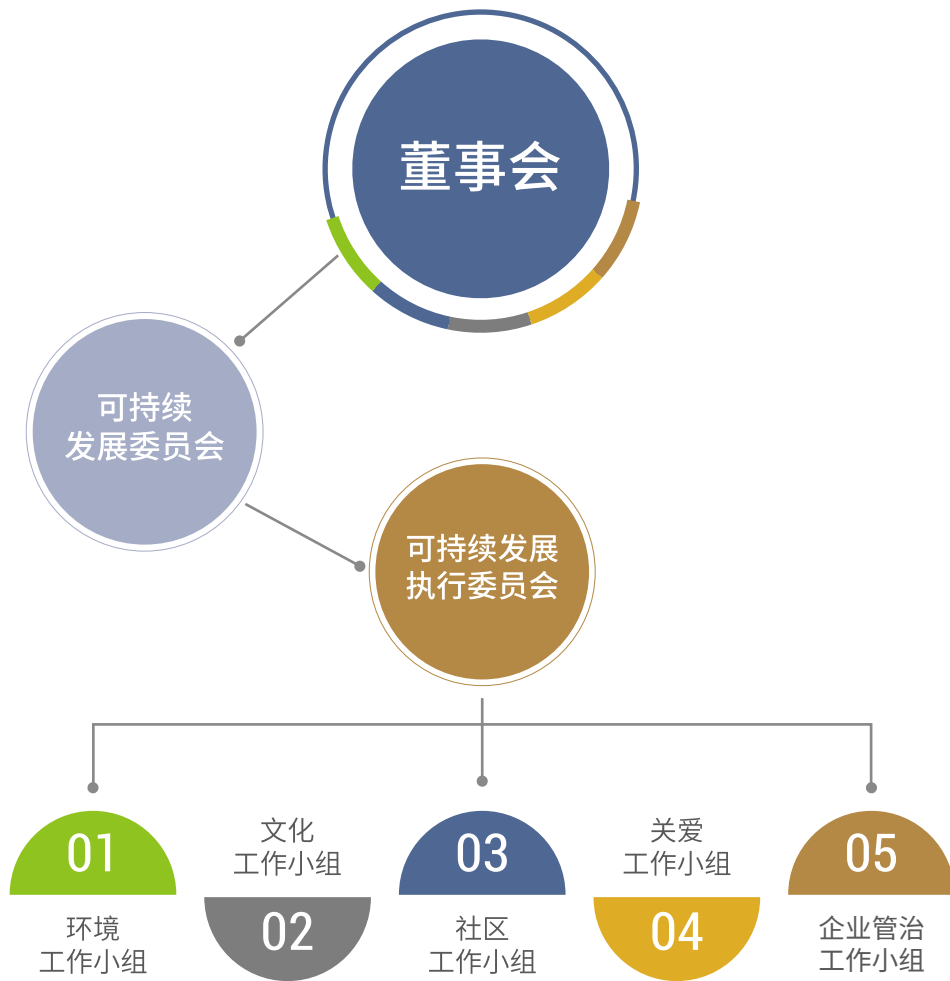 董事会
可持续
发展委员会
可持续发展
执行委员会
01
环境
工作小组
文化
工作小组
02
03
社区
工作小组
关爱
工作小组
04
05
企业管治
工作小组